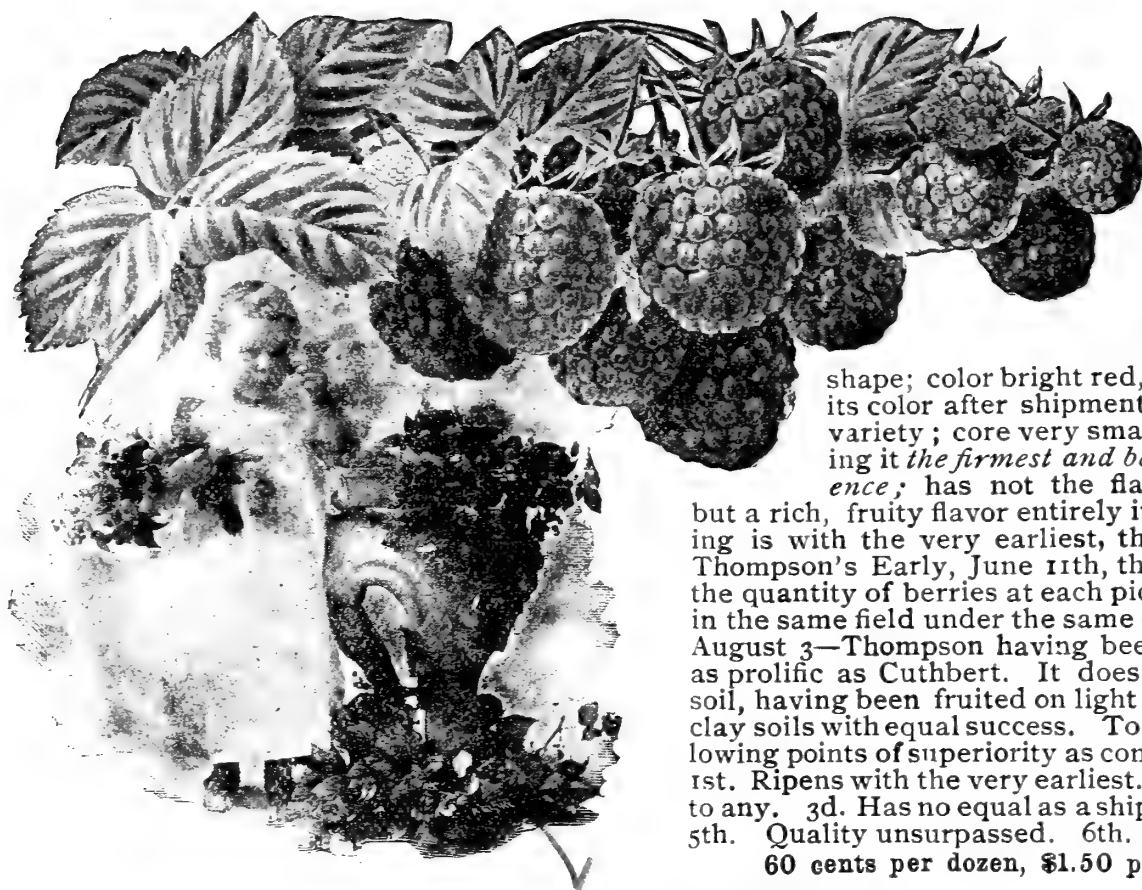 shape; color bright red,
its color after shipment
variety; core very sma
ing it the firmest and b
ence; has not the fla
but a rich, fruity flavor entirely i
ing is with the very earliest, th
Thompson's Early, June 11th, th
the quantity of berries at each pic
in the same field under the same
August 3—Thompson having bee
as prolific as Cuthbert. It does
soil, having been fruited on light
clay soils with equal success. To
lowing points of superiority as con
1st. Ripens with the very earliest.
to any. 3d. Has no equal as a ship
5th. Quality unsurpassed. 6th.
60 cents per dozen, $1.50 p